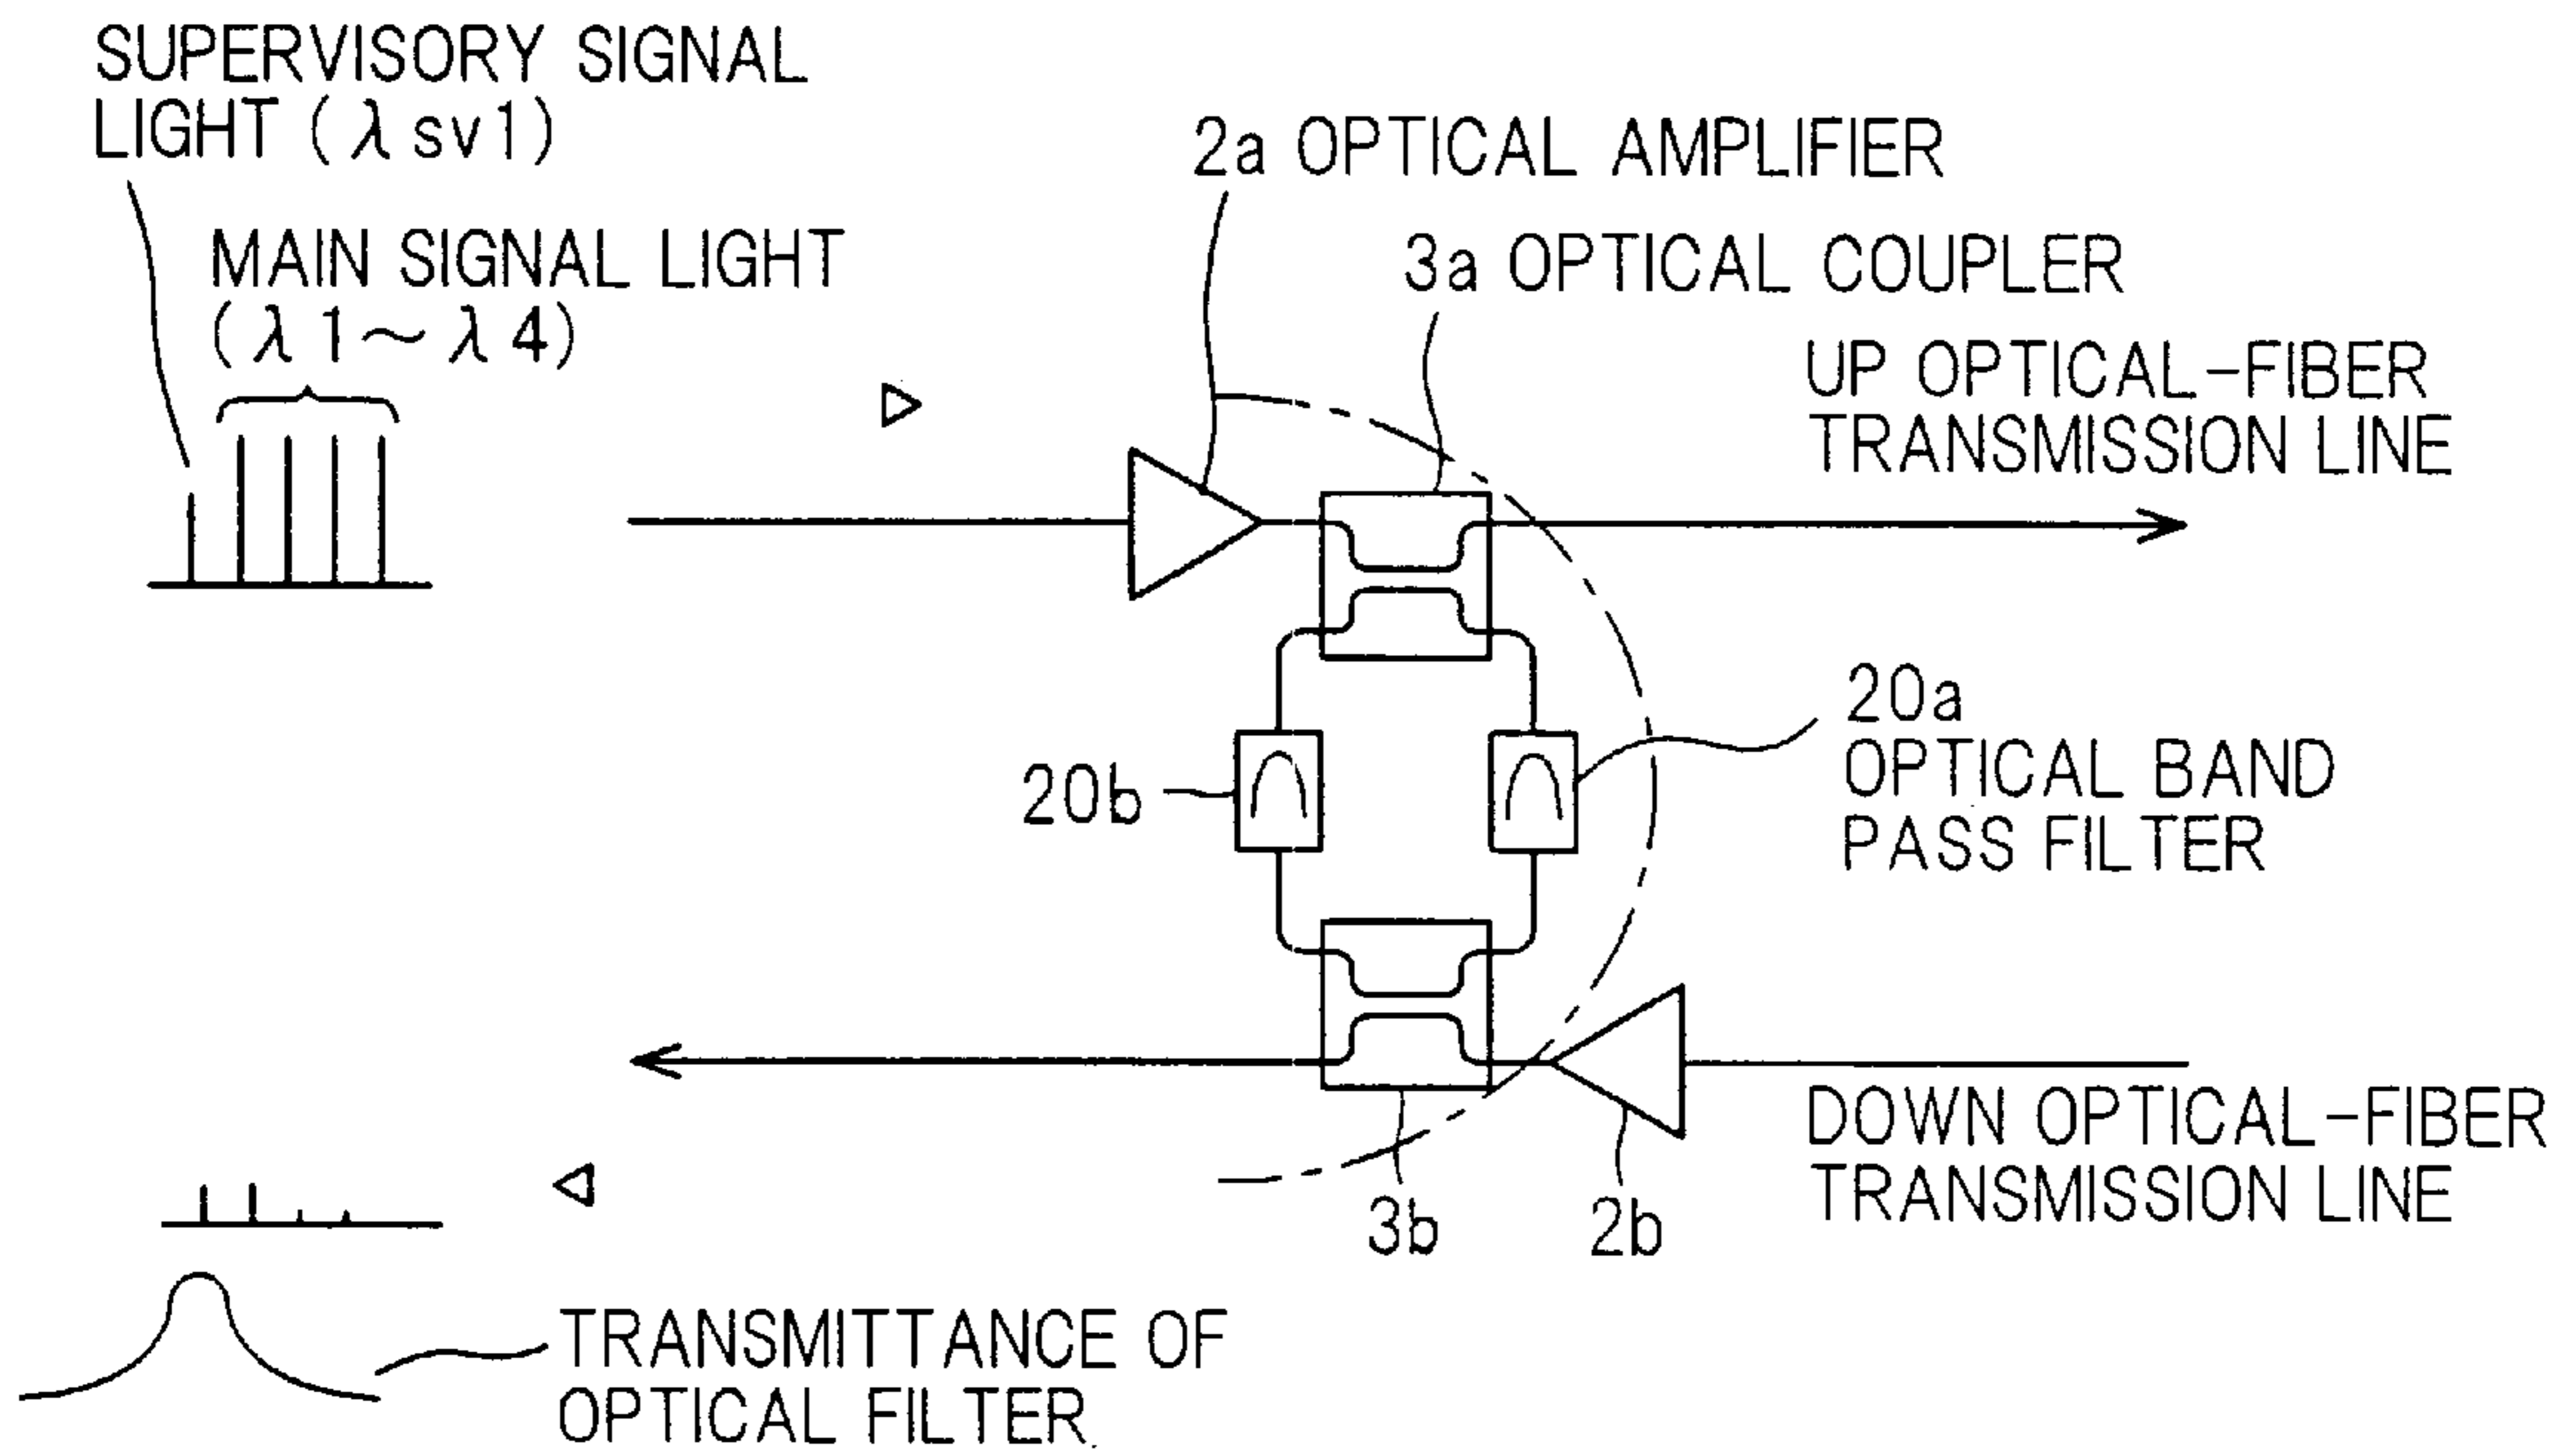 SUPERVISORY SIGNAL
LIGHT (λsv1)
MAIN SIGNAL LIGHT
(λ1~λ4)
2a OPTICAL AMPLIFIER
3a OPTICAL COUPLER
UP OPTICAL-FIBER
TRANSMISSION LINE
20a
OPTICAL BAND
PASS FILTER
20b
DOWN OPTICAL-FIBER
TRANSMISSION LINE
3b
2b
TRANSMITTANCE OF
OPTICAL FILTER